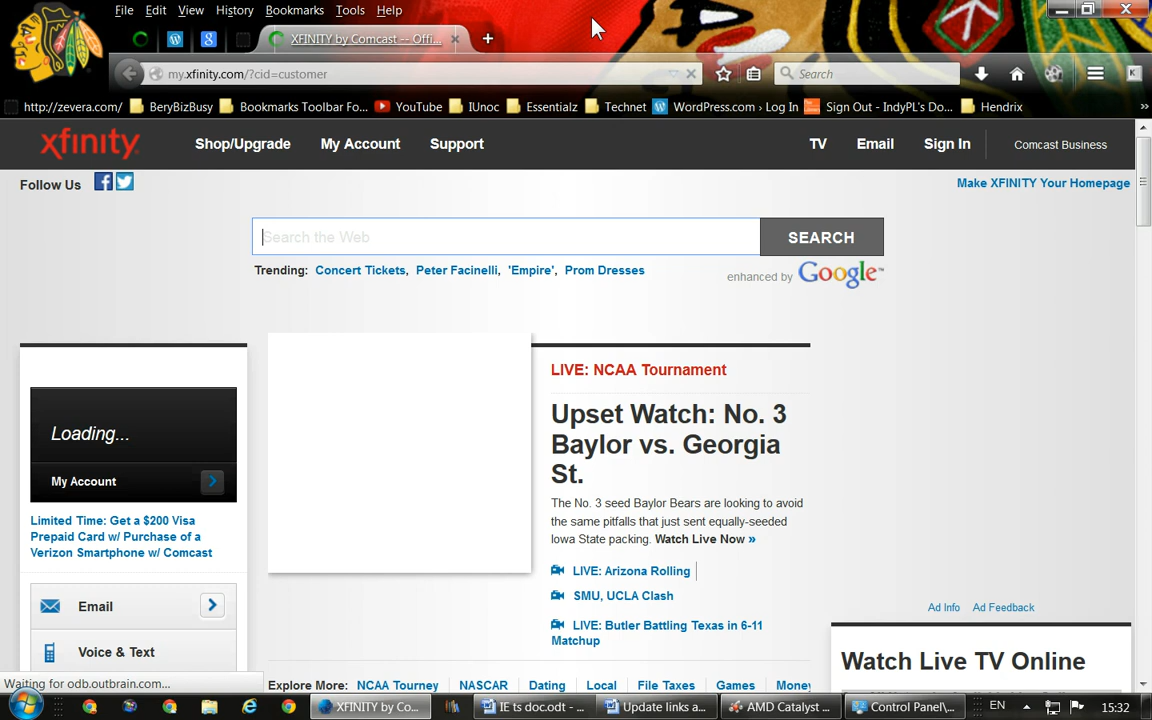 File Edit View History Bookmarks Tools Help
XFINITY by Comcast -- Offi...
my.xfinity.com/?cid=customer
Search
http://zevera.com/ BeryBizBusy Bookmarks Toolbar Fo... YouTube IUnoc Essentialz Technet WordPress.com › Log In Sign Out - IndyPL's Do... Hendrix »
xfinity Shop/Upgrade My Account Support TV Email Sign In Comcast Business
Follow Us
Make XFINITY Your Homepage
Search the Web SEARCH
Trending: Concert Tickets, Peter Facinelli, 'Empire', Prom Dresses
enhanced by Google™
Loading...
My Account
Limited Time: Get a $200 Visa
Prepaid Card w/ Purchase of a
Verizon Smartphone w/ Comcast
Email
Voice & Text
LIVE: NCAA Tournament
Upset Watch: No. 3
Baylor vs. Georgia
St.
The No. 3 seed Baylor Bears are looking to avoid
the same pitfalls that just sent equally-seeded
Iowa State packing. Watch Live Now »
LIVE: Arizona Rolling
SMU, UCLA Clash
LIVE: Butler Battling Texas in 6-11
Matchup
Explore More: NCAA Tourney NASCAR Dating Local File Taxes Games Money
Ad Info Ad Feedback
Watch Live TV Online
Waiting for odb.outbrain.com...
XFINITY by Co... IE ts doc.odt - ... Update links a... AMD Catalyst ... Control Panel\... EN 15:32